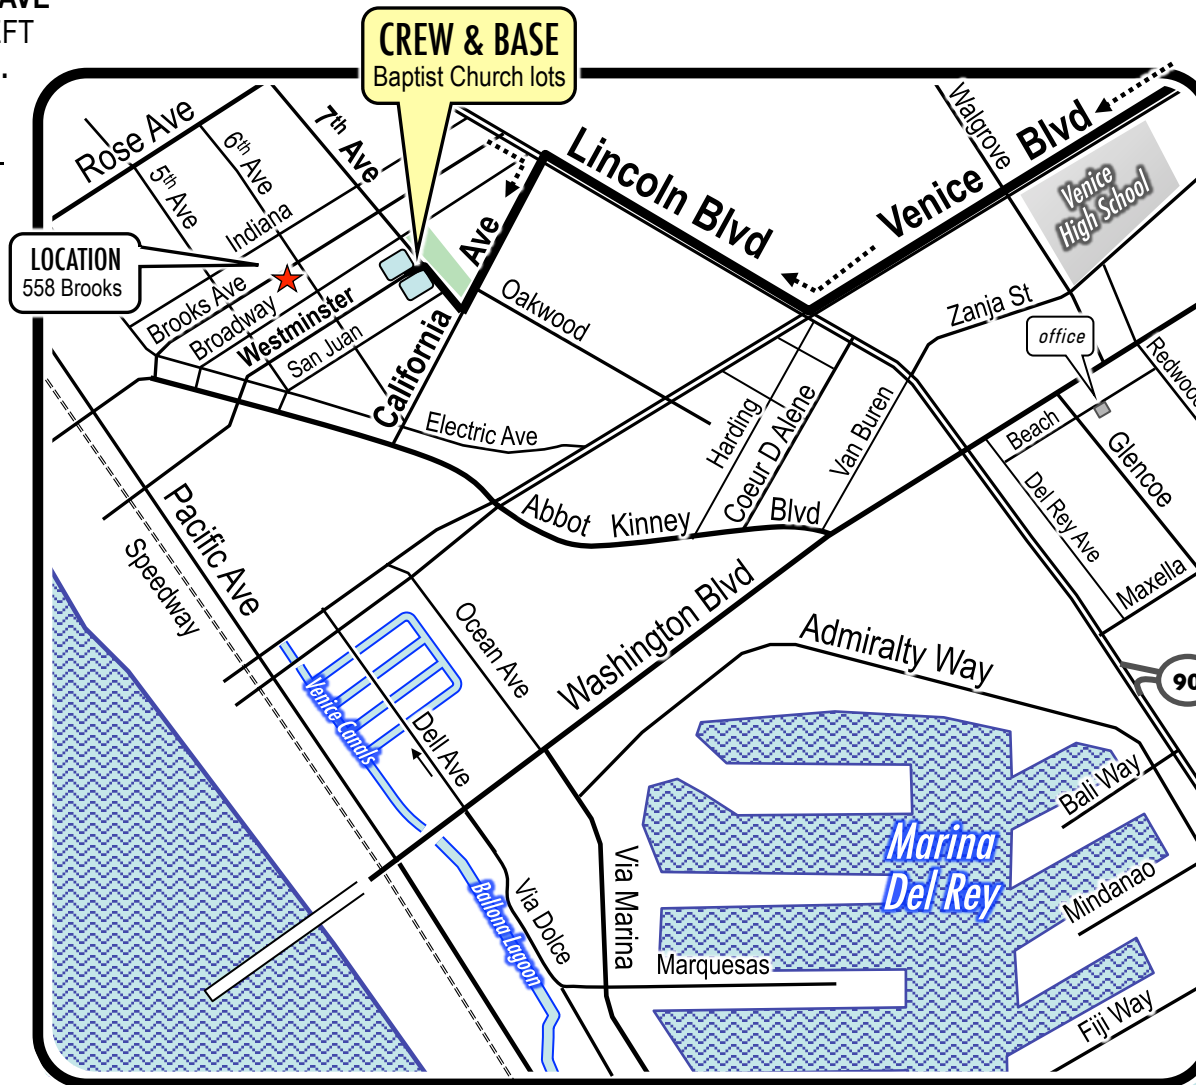 AVE
EFT
.
CREW & BASE
Baptist Church lots
Rose Ave
5th Ave
6th Ave
7th Ave
Indiana
LOCATION
558 Brooks
Brooks Ave
Broadway
Westminster
San Juan
California Ave
Lincoln Blvd
Venice Blvd
Walgrove
Venice
High School
Oakwood
Zanja St
office
Redwood
Electric Ave
Harding
Coeur D Alene
Van Buren
Beach
Glencoe
Del Rey Ave
Maxella
Abbot Kinney Blvd
Pacific Ave
Speedway
Washington Blvd
Ocean Ave
Admiralty Way
90
Venice Canals
Dell Ave
Bali Way
Marina
Del Rey
Mindanao
Via Marina
Via Dolce
Ballona Lagoon
Marquesas
Fiji Way